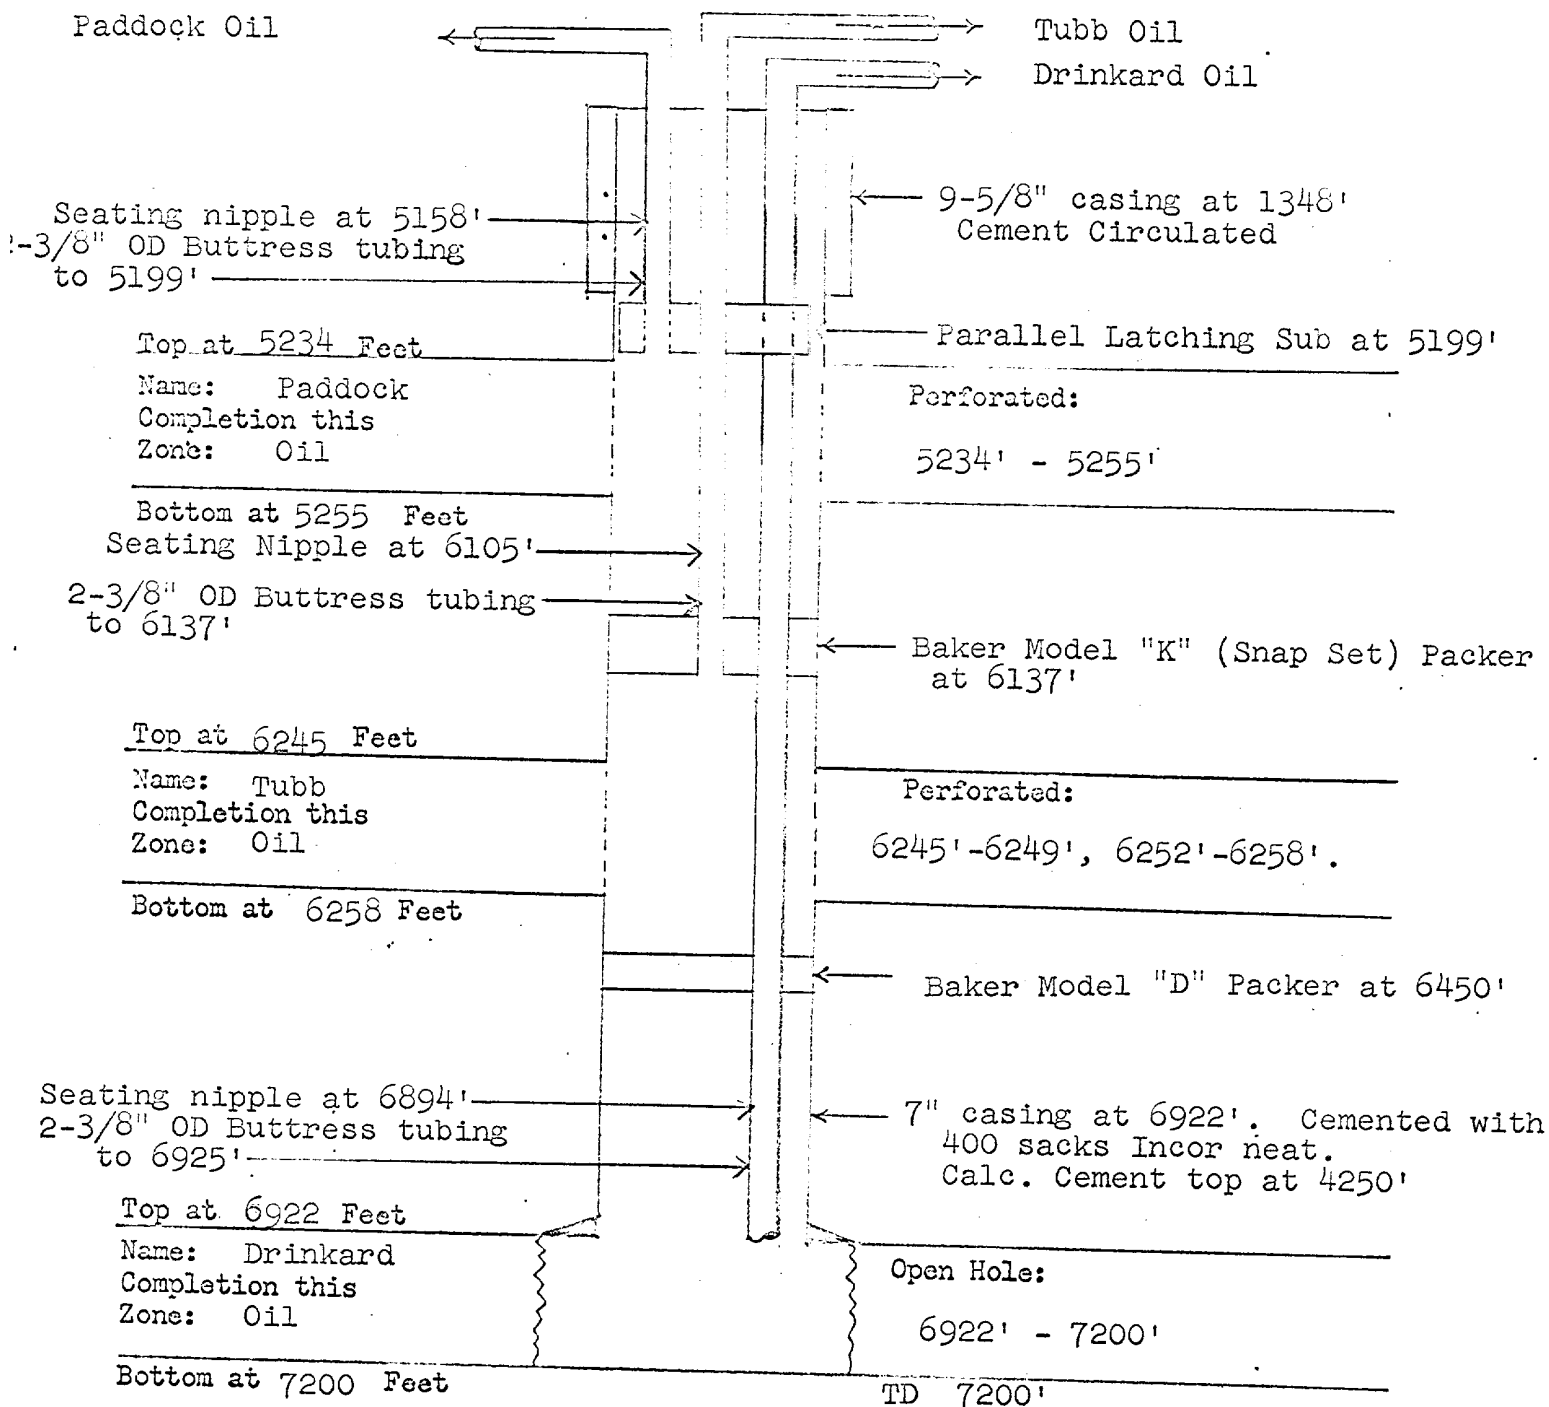 Paddock Oil
Tubb Oil
Drinkard Oil
9-5/8" casing at 1348'
Cement Circulated
Seating nipple at 5158'
-3/8" OD Buttress tubing
to 5199'
Parallel Latching Sub at 5199'
Top at 5234 Feet
Name: Paddock
Completion this
Zone: Oil
Perforated:
5234' - 5255'
Bottom at 5255 Feet
Seating Nipple at 6105'
2-3/8" OD Buttress tubing
to 6137'
Baker Model "K" (Snap Set) Packer
at 6137'
Top at 6245 Feet
Name: Tubb
Completion this
Zone: Oil
Perforated:
6245'-6249', 6252'-6258'.
Bottom at 6258 Feet
Baker Model "D" Packer at 6450'
Seating nipple at 6894'
2-3/8" OD Buttress tubing
to 6925'
7" casing at 6922'. Cemented with
400 sacks Incor neat.
Calc. Cement top at 4250'
Top at 6922 Feet
Name: Drinkard
Completion this
Zone: Oil
Open Hole:
6922' - 7200'
Bottom at 7200 Feet
TD 7200'